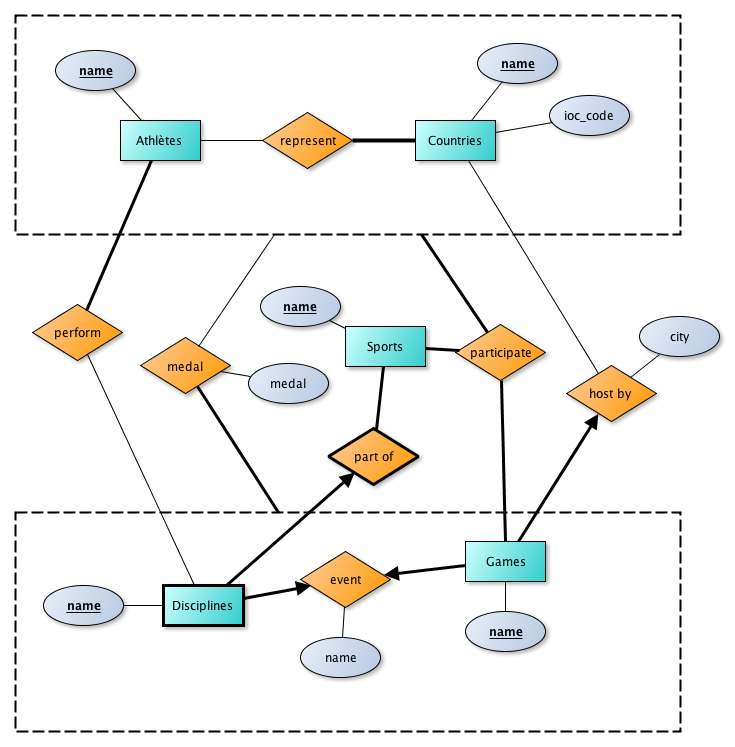 name
name
ioc_code
Athlètes
represent
Countries
name
perform
Sports
participate
city
medal
medal
host by
part of
Games
event
name
Disciplines
name
name